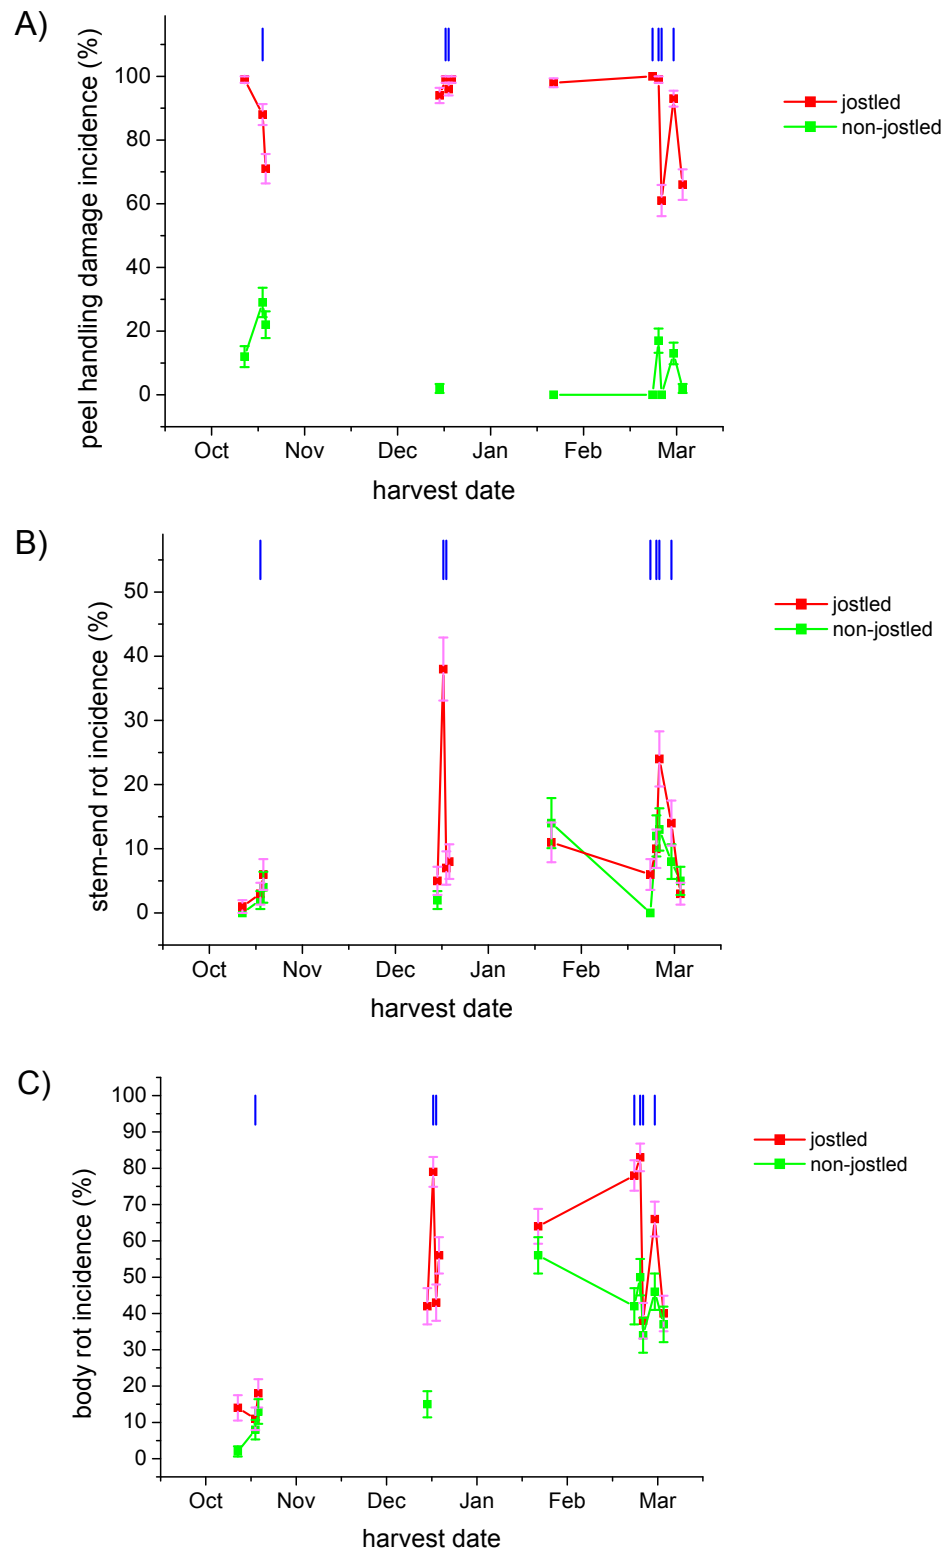 A)
peel handling damage incidence (%)
100
80
60
40
20
0
Oct Nov Dec Jan Feb Mar
harvest date
jostled
non-jostled
B)
stem-end rot incidence (%)
50
40
30
20
10
0
Oct Nov Dec Jan Feb Mar
harvest date
jostled
non-jostled
C)
body rot incidence (%)
100
90
80
70
60
50
40
30
20
10
0
Oct Nov Dec Jan Feb Mar
harvest date
jostled
non-jostled